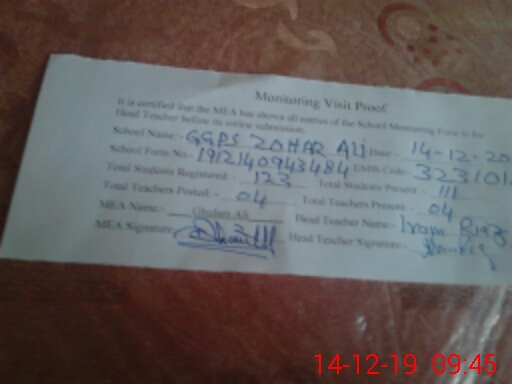 Monitoring Visit Proof
It is certified that the MEA has shown all entries of the School Monitoring Form to the
Head Teacher before its online submission.
School Name:- GGPS ZOHAR Ali Date:- 14-12-20
School Form No:- 1912140943484 EMIS Code:- 323101
Total Students Registered:- 123 Total Students Present:- 111
Total Teachers Posted:- 04 Total Teachers Present:- 04
MEA Name:- Ghulam Ali Head Teacher Name:- Iram Riaz
MEA Signature:- Head Teacher Signature:-
14-12-19 09:45